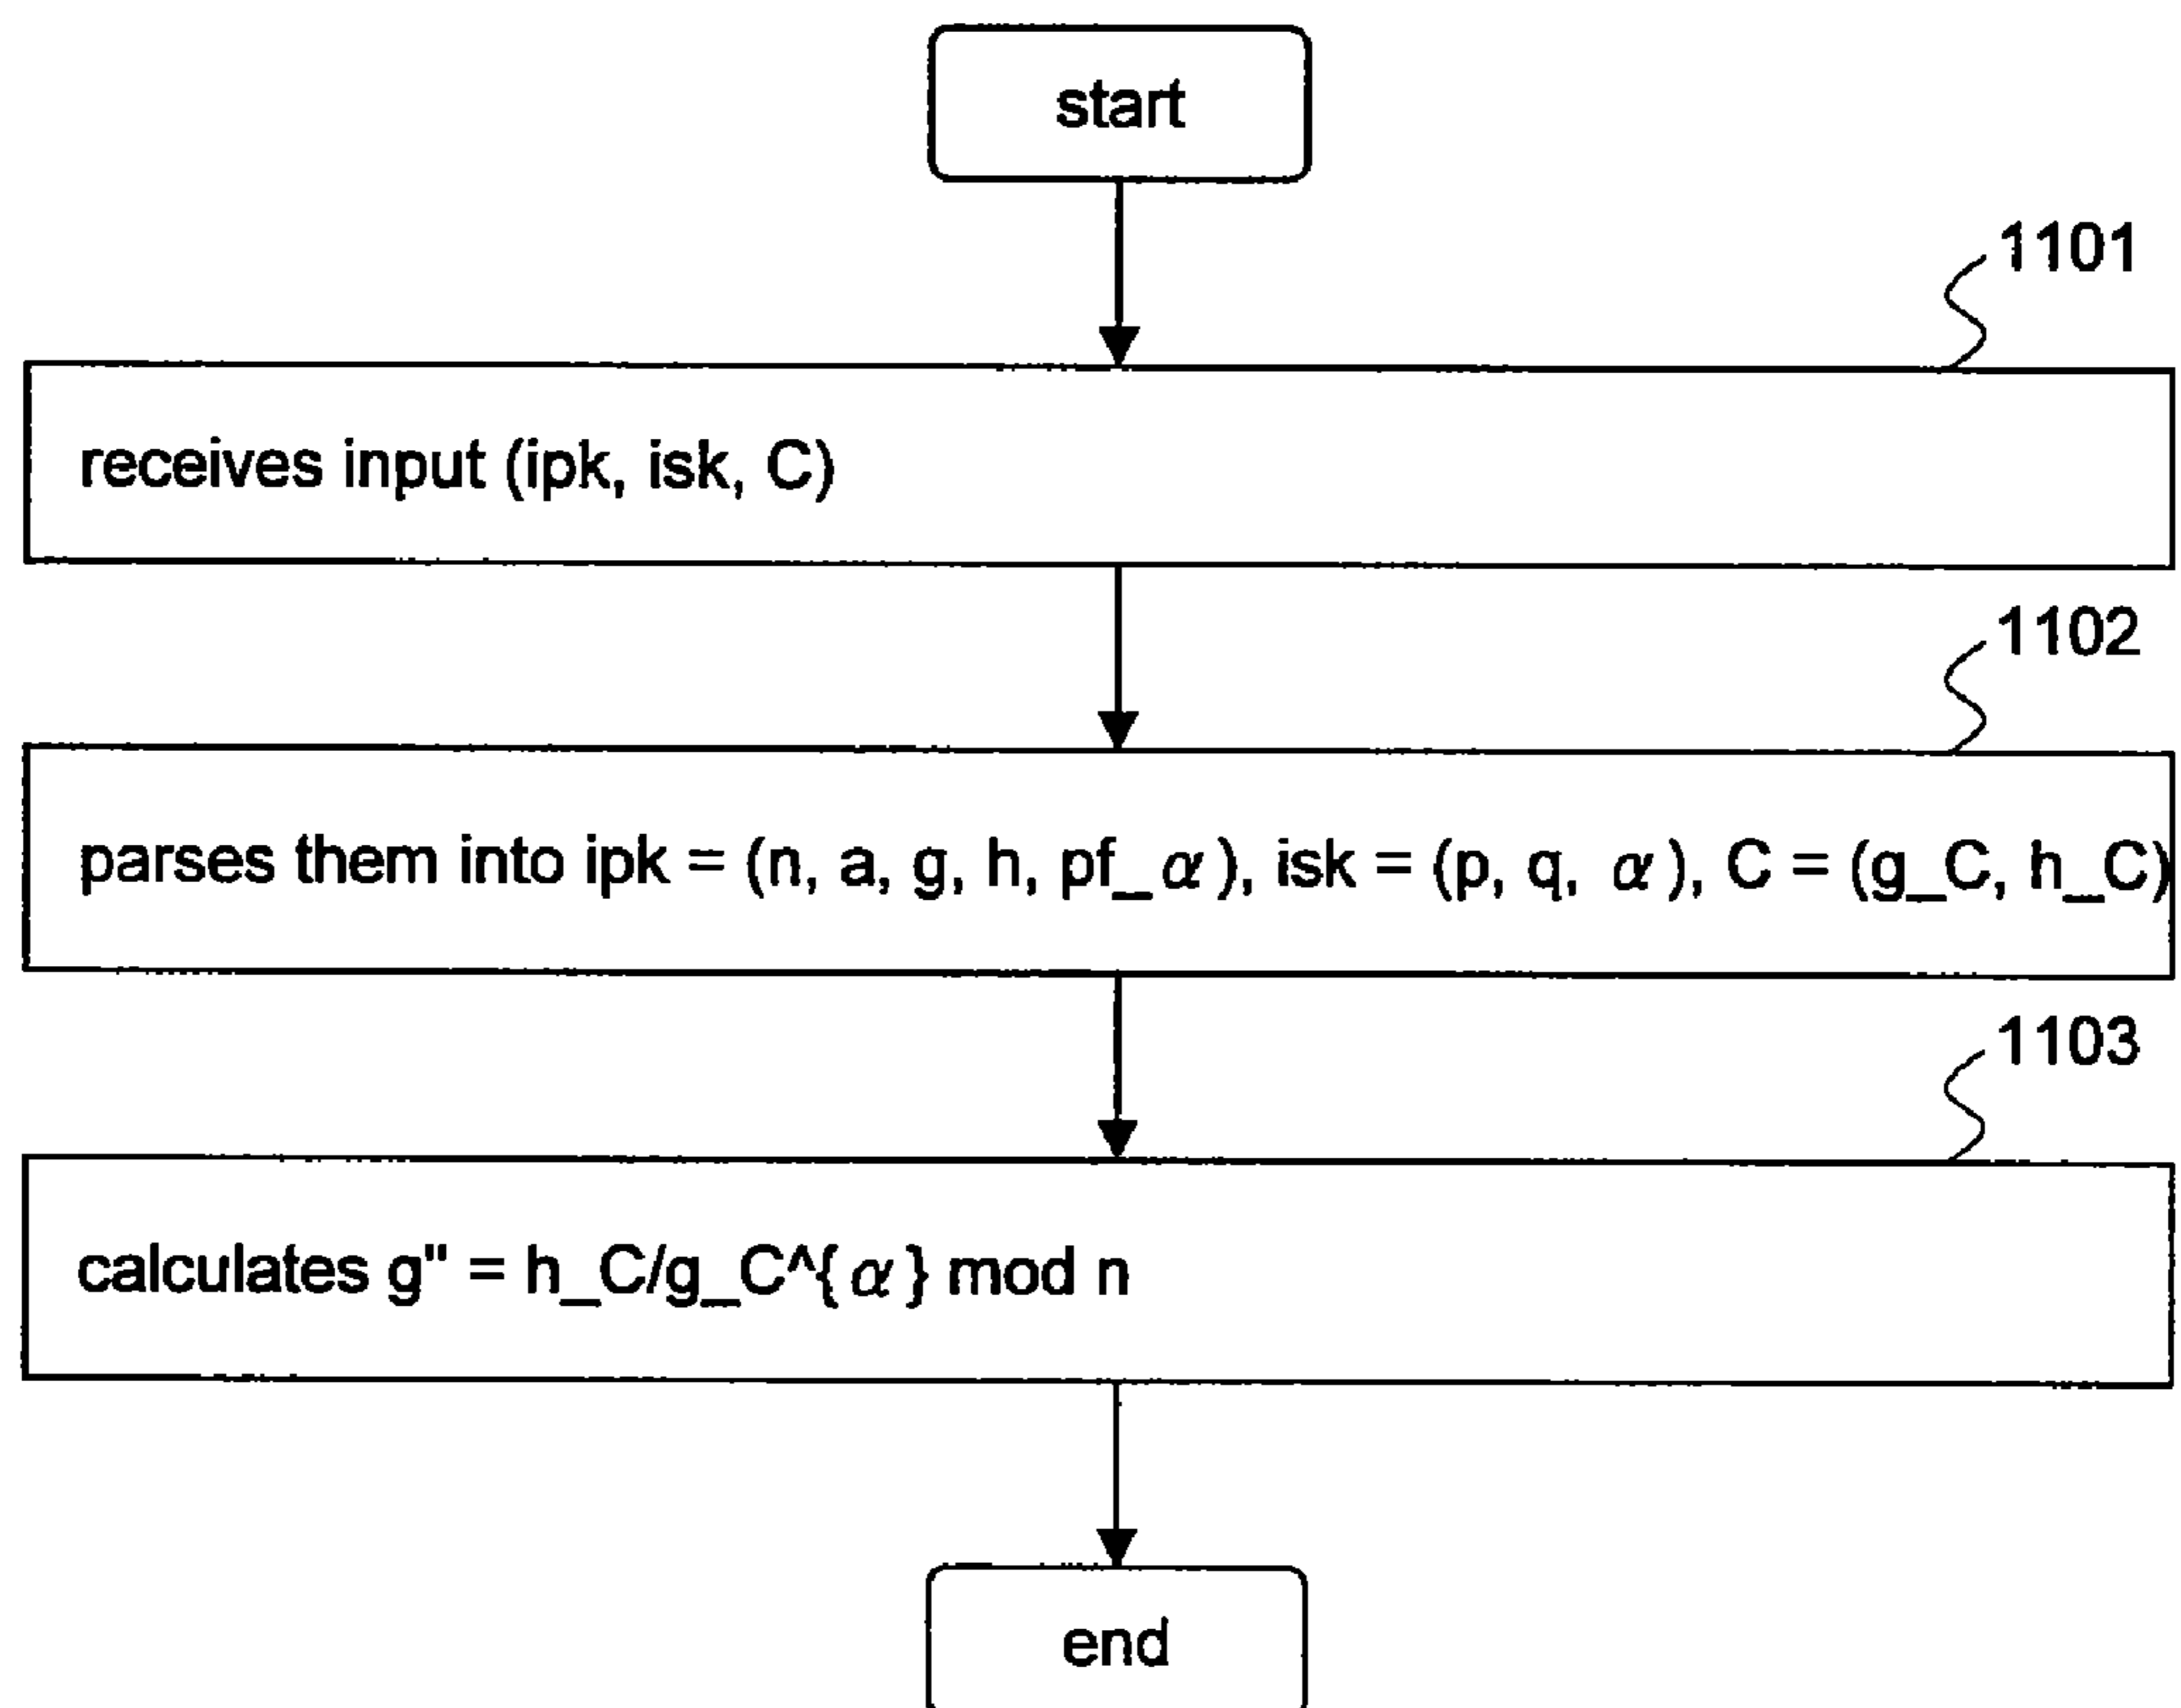 start
1101
receives input (ipk, isk, C)
1102
parses them into ipk = (n, a, g, h, pf_α), isk = (p, q, α), C = (g_C, h_C)
1103
calculates g" = h_C/g_C^{α} mod n
end